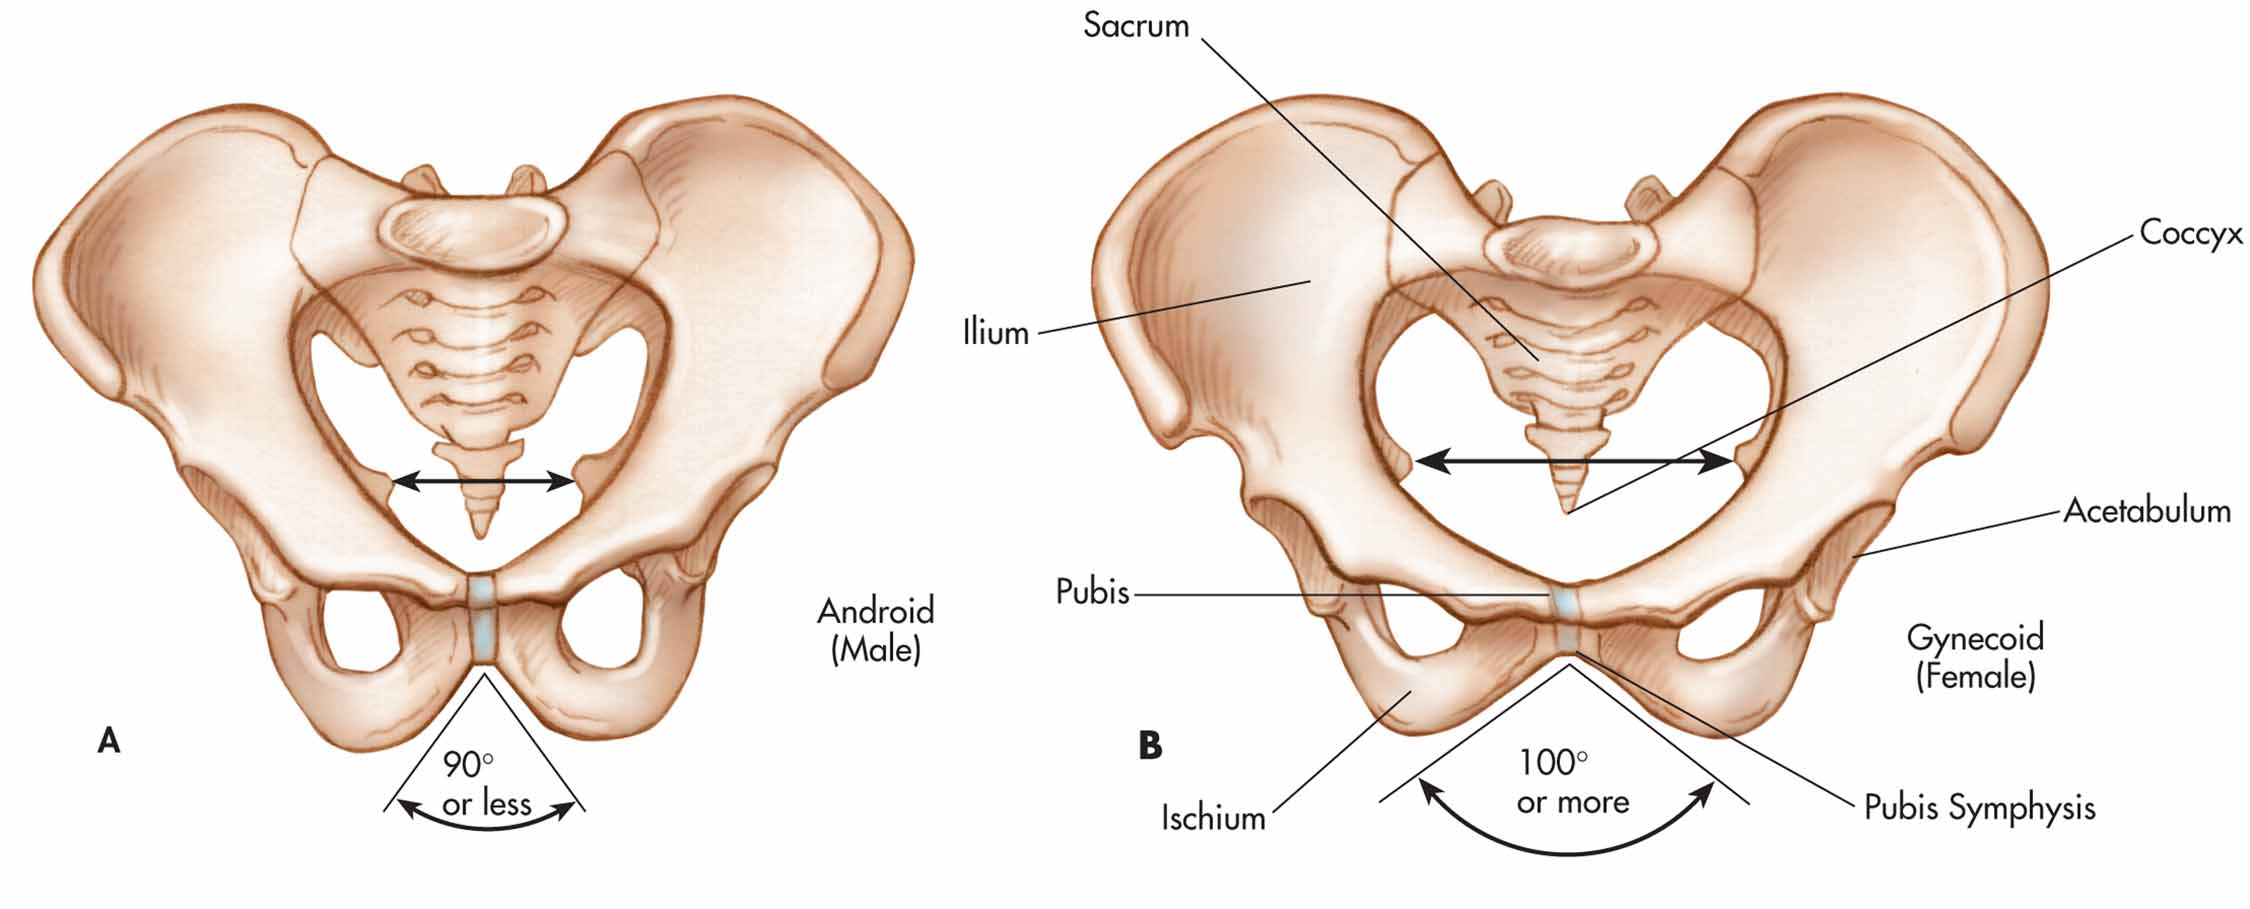 Sacrum
Coccyx
Ilium
Acetabulum
Pubis
Android
(Male)
Gynecoid
(Female)
A
90°
or less
B
100°
or more
Ischium
Pubis Symphysis